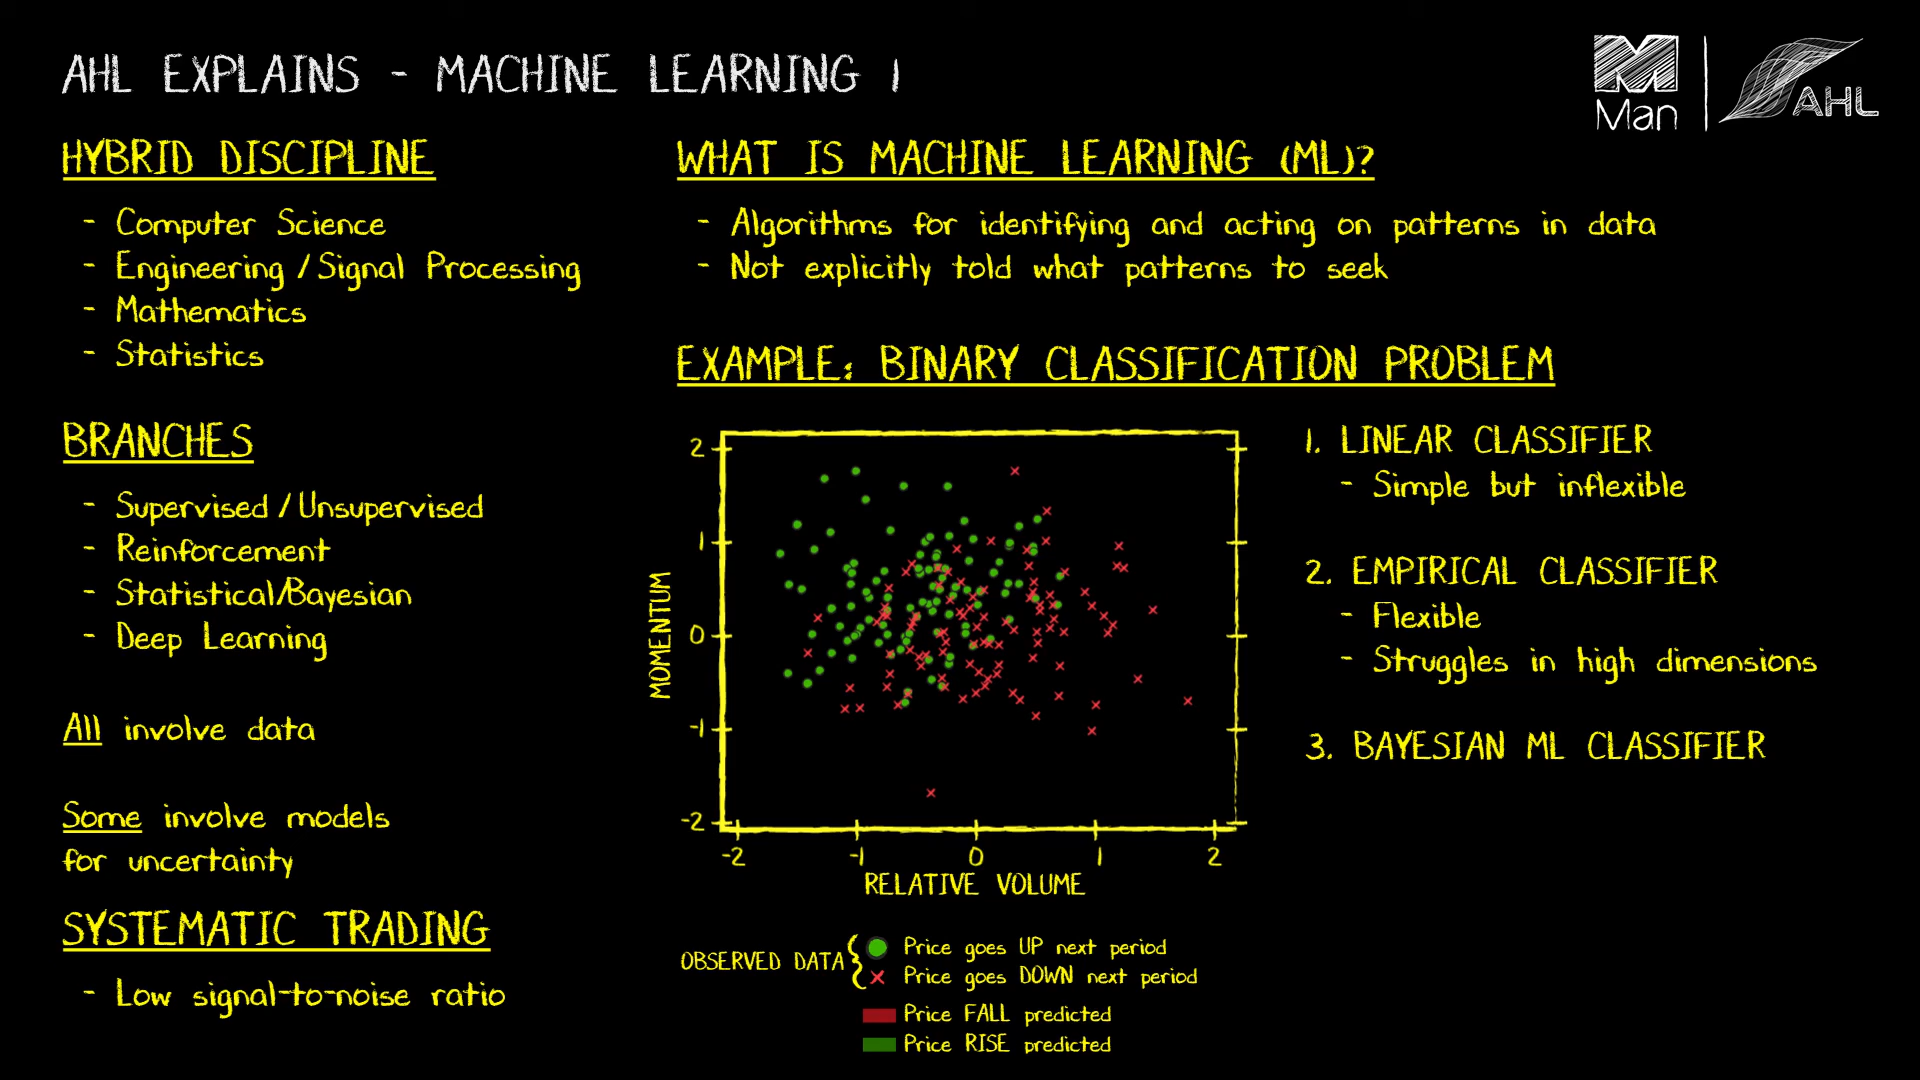 AHL EXPLAINS - MACHINE LEARNING 1
Man | AHL
HYBRID DISCIPLINE
- Computer Science
- Engineering / Signal Processing
- Mathematics
- Statistics
BRANCHES
- Supervised / Unsupervised
- Reinforcement
- Statistical/Bayesian
- Deep Learning
All involve data
Some involve models
for uncertainty
SYSTEMATIC TRADING
- Low signal-to-noise ratio
WHAT IS MACHINE LEARNING (ML)?
- Algorithms for identifying and acting on patterns in data
- Not explicitly told what patterns to seek
EXAMPLE: BINARY CLASSIFICATION PROBLEM
2
1
0
-1
-2
MOMENTUM
-2 -1 0 1 2
RELATIVE VOLUME
OBSERVED DATA
Price goes UP next period
Price goes DOWN next period
Price FALL predicted
Price RISE predicted
1. LINEAR CLASSIFIER
- Simple but inflexible
2. EMPIRICAL CLASSIFIER
- Flexible
- Struggles in high dimensions
3. BAYESIAN ML CLASSIFIER